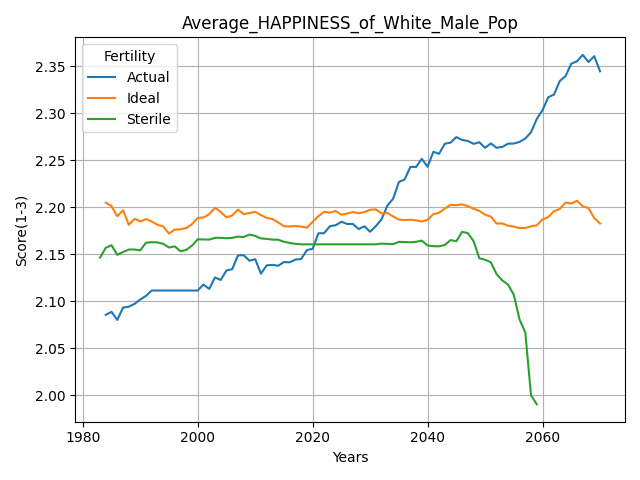 Average_HAPPINESS_of_White_Male_Pop
Fertility
Actual
Ideal
Sterile
Score(1-3)
2.35
2.30
2.25
2.20
2.15
2.10
2.05
2.00
1980
2000
2020
2040
2060
Years